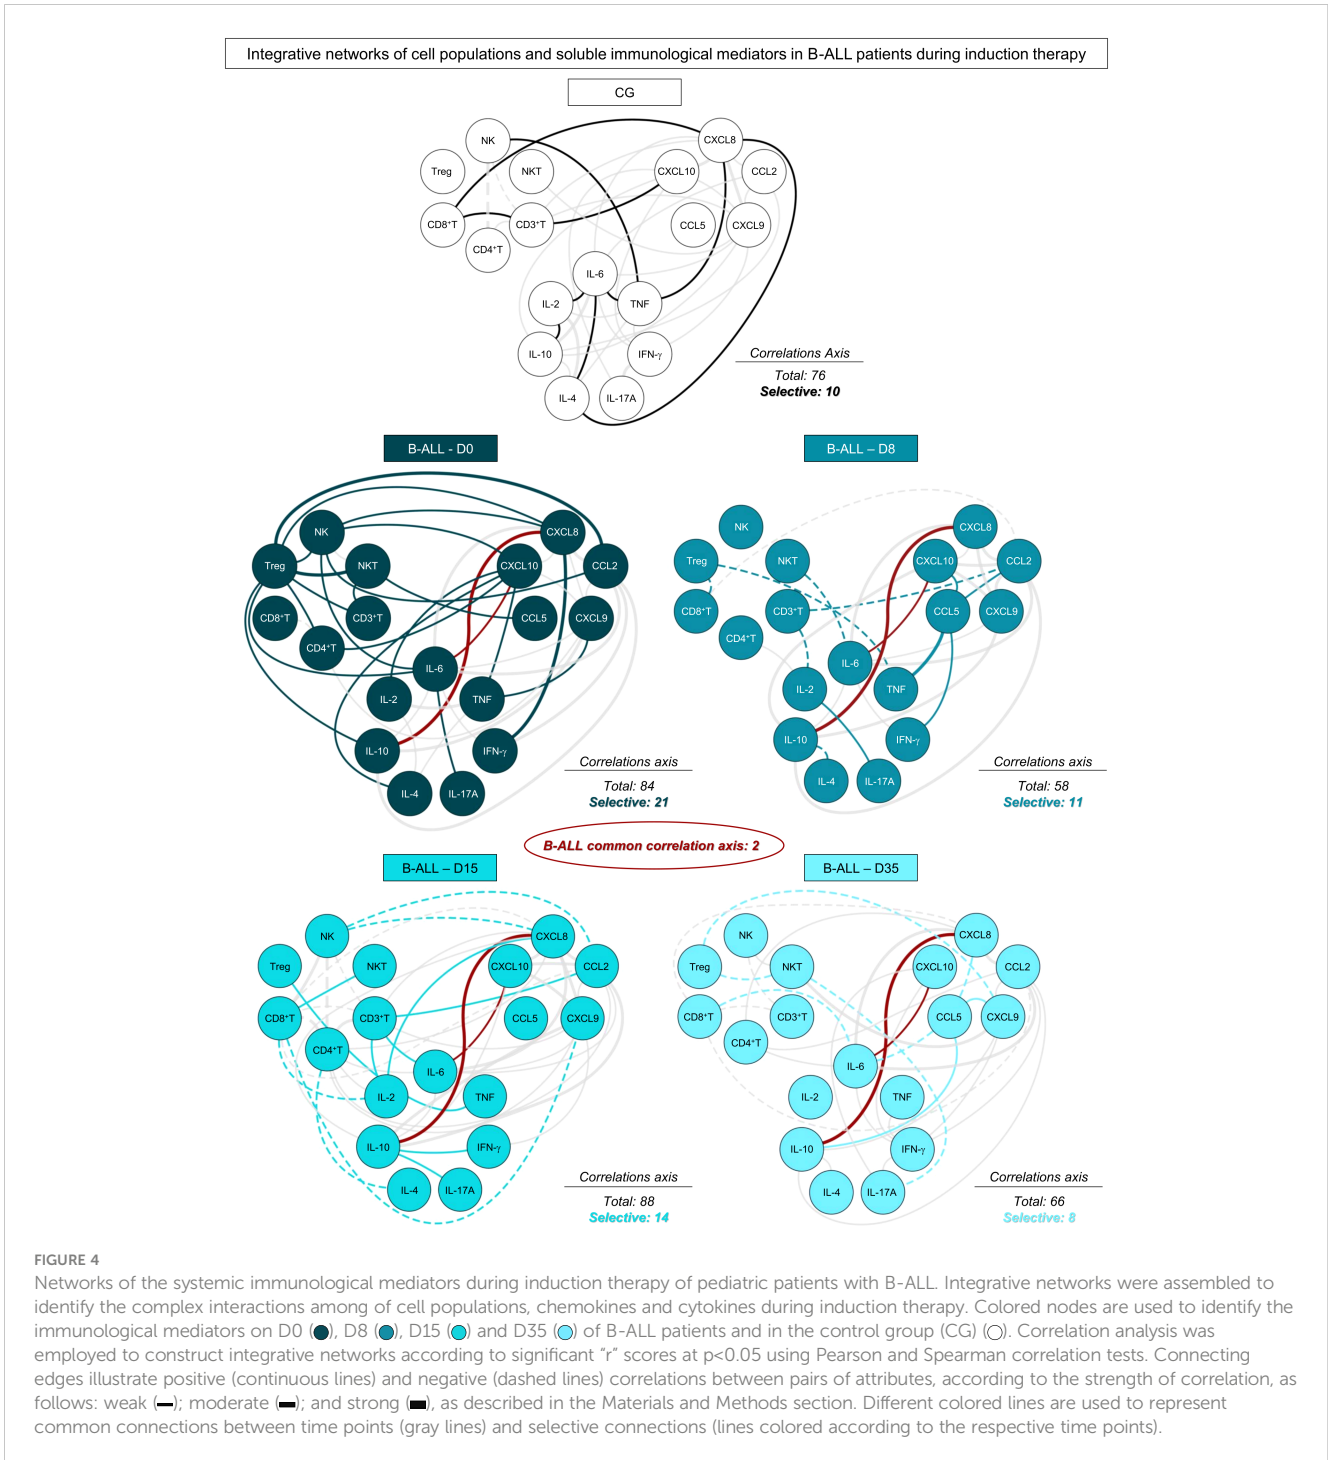 Integrative networks of cell populations and soluble immunological mediators in B-ALL patients during induction therapy
CG
NK
CXCL8
Treg
NKT
CXCL10
CCL2
CD8⁺T
CD3⁺T
CCL5
CXCL9
CD4⁺T
IL-6
IL-2
TNF
IL-10
IFN-γ
IL-4
IL-17A
Correlations Axis
Total: 76
Selective: 10
B-ALL - D0
NK
CXCL8
Treg
NKT
CXCL10
CCL2
CD8⁺T
CD3⁺T
CCL5
CXCL9
CD4⁺T
IL-6
IL-2
TNF
IL-10
IFN-γ
IL-4
IL-17A
Correlations axis
Total: 84
Selective: 21
B-ALL – D8
NK
CXCL8
Treg
NKT
CXCL10
CCL2
CD8⁺T
CD3⁺T
CCL5
CXCL9
CD4⁺T
IL-6
IL-2
TNF
IL-10
IFN-γ
IL-4
IL-17A
Correlations axis
Total: 58
Selective: 11
B-ALL common correlation axis: 2
B-ALL – D15
NK
CXCL8
Treg
NKT
CXCL10
CCL2
CD8⁺T
CD3⁺T
CCL5
CXCL9
CD4⁺T
IL-6
IL-2
TNF
IL-10
IFN-γ
IL-4
IL-17A
Correlations axis
Total: 88
Selective: 14
B-ALL – D35
NK
CXCL8
Treg
NKT
CXCL10
CCL2
CD8⁺T
CD3⁺T
CCL5
CXCL9
CD4⁺T
IL-6
IL-2
TNF
IL-10
IFN-γ
IL-4
IL-17A
Correlations axis
Total: 66
Selective: 8
FIGURE 4
Networks of the systemic immunological mediators during induction therapy of pediatric patients with B-ALL. Integrative networks were assembled to
identify the complex interactions among of cell populations, chemokines and cytokines during induction therapy. Colored nodes are used to identify the
immunological mediators on D0 (●), D8 (●), D15 (●) and D35 (●) of B-ALL patients and in the control group (CG) (○). Correlation analysis was
employed to construct integrative networks according to significant “r” scores at p<0.05 using Pearson and Spearman correlation tests. Connecting
edges illustrate positive (continuous lines) and negative (dashed lines) correlations between pairs of attributes, according to the strength of correlation, as
follows: weak (━); moderate (▬); and strong (■), as described in the Materials and Methods section. Different colored lines are used to represent
common connections between time points (gray lines) and selective connections (lines colored according to the respective time points).